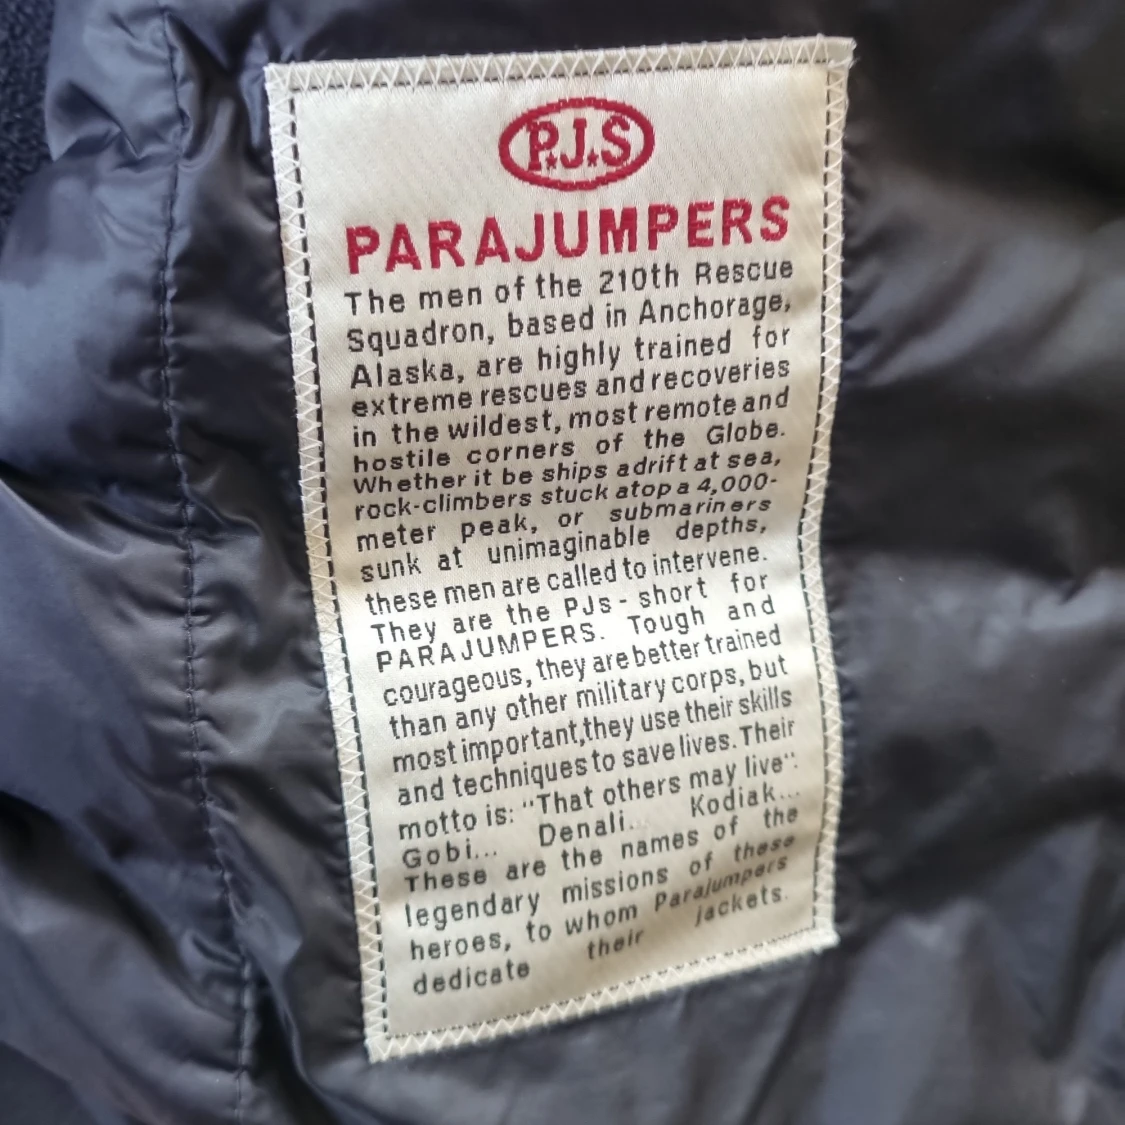 P.J.S
PARAJUMPERS
The men of the 210th Rescue
Squadron, based in Anchorage,
Alaska, are highly trained for
extreme rescues and recoveries
in the wildest, most remote and
hostile corners of the Globe.
Whether it be ships adrift at sea,
rock-climbers stuck atop a 4,000-
meter peak, or submariners
sunk at unimaginable depths,
these men are called to intervene.
They are the PJs - short for
PARAJUMPERS. Tough and
courageous, they are better trained
than any other military corps, but
most important,they use their skills
and techniques to save lives. Their
motto is: "That others may live":
Gobi... Denali... Kodiak...
These are the names of the
legendary missions of these
heroes, to whom Parajumpers
dedicate their jackets.